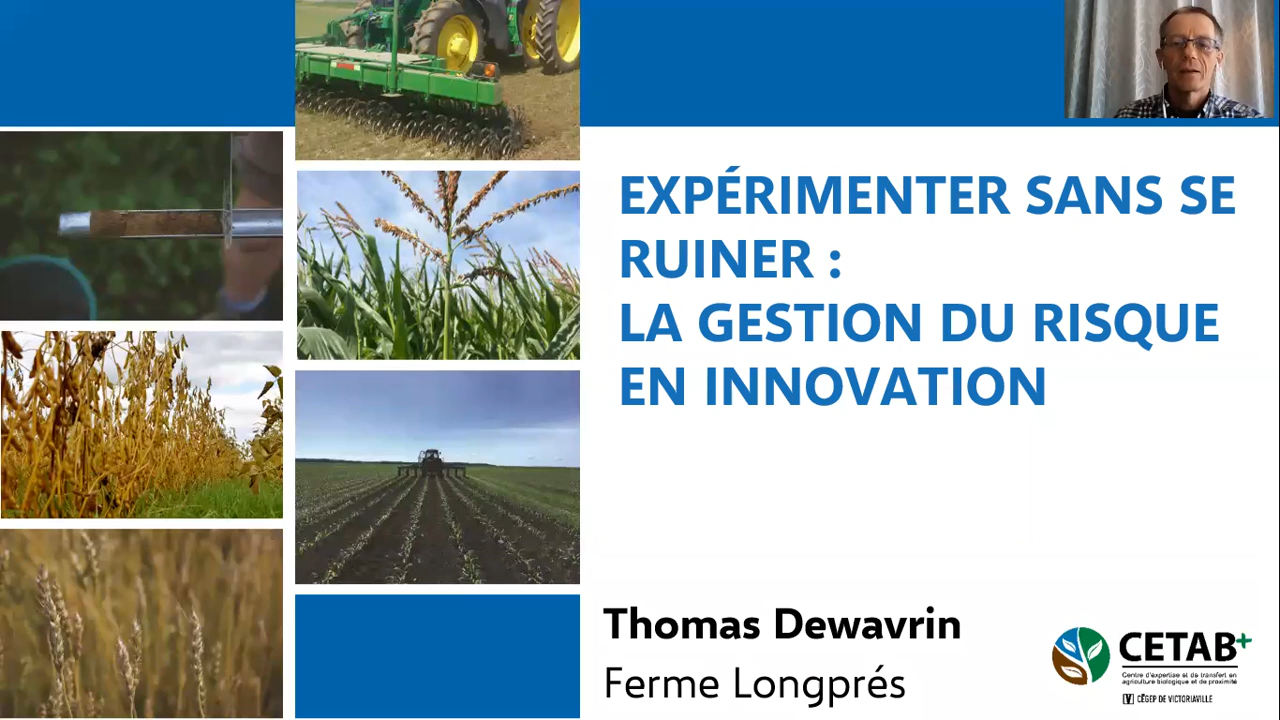 EXPÉRIMENTER SANS SE
RUINER :
LA GESTION DU RISQUE
EN INNOVATION
Thomas Dewavrin
Ferme Longprés
CETAB+
Centre d'expertise et de transfert en
agriculture biologique et de proximité
CÉGEP DE VICTORIAVILLE